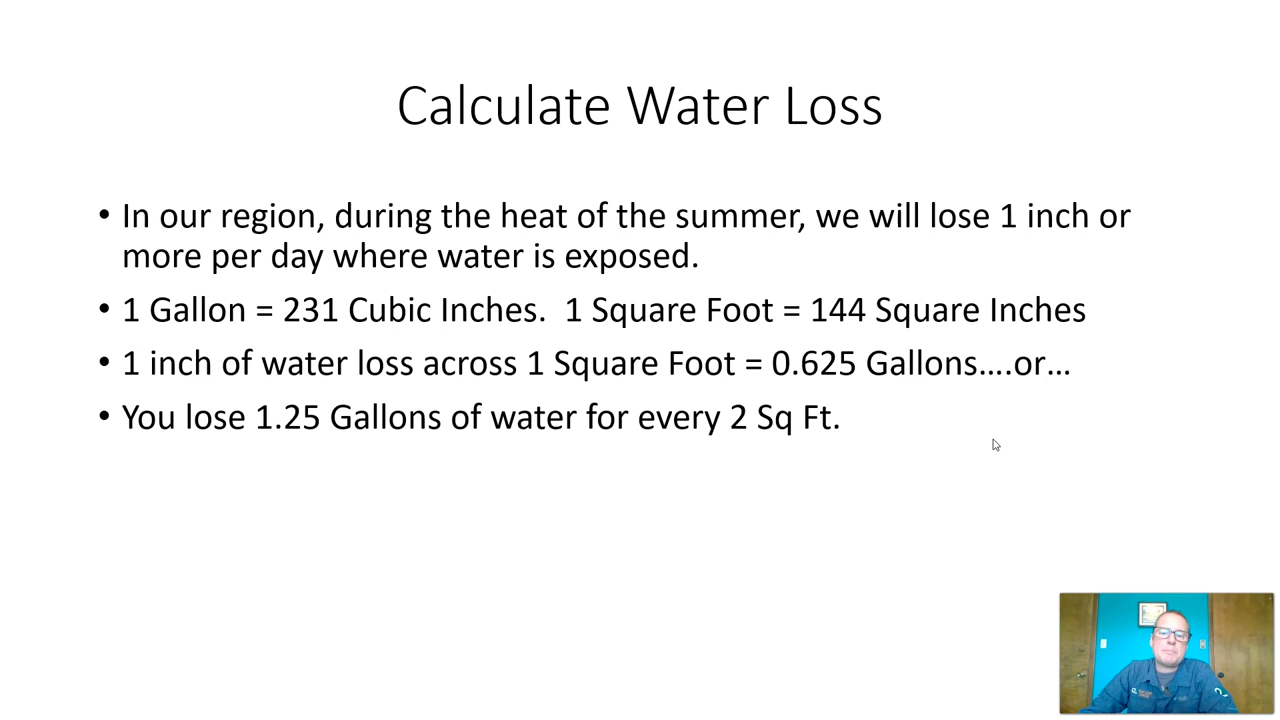 Calculate Water Loss
• In our region, during the heat of the summer, we will lose 1 inch or
more per day where water is exposed.
• 1 Gallon = 231 Cubic Inches.  1 Square Foot = 144 Square Inches
• 1 inch of water loss across 1 Square Foot = 0.625 Gallons….or…
• You lose 1.25 Gallons of water for every 2 Sq Ft.